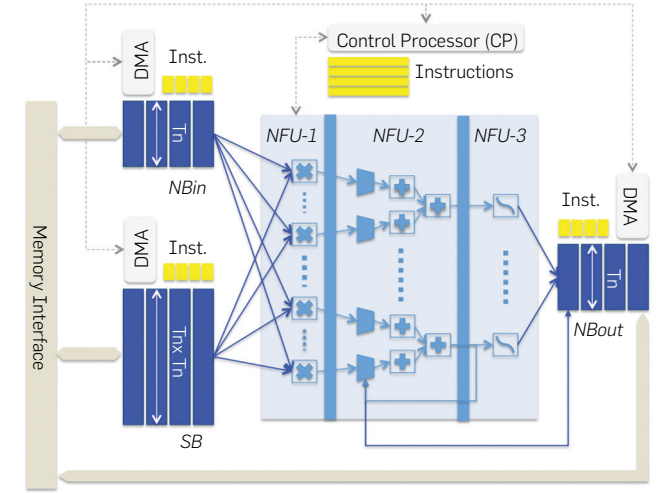 Control Processor (CP)
Instructions
DMA
Inst.
Tn
NBin
NFU-1
NFU-2
NFU-3
Memory Interface
DMA
Inst.
Tnx Tn
SB
Inst.
DMA
Tn
NBout